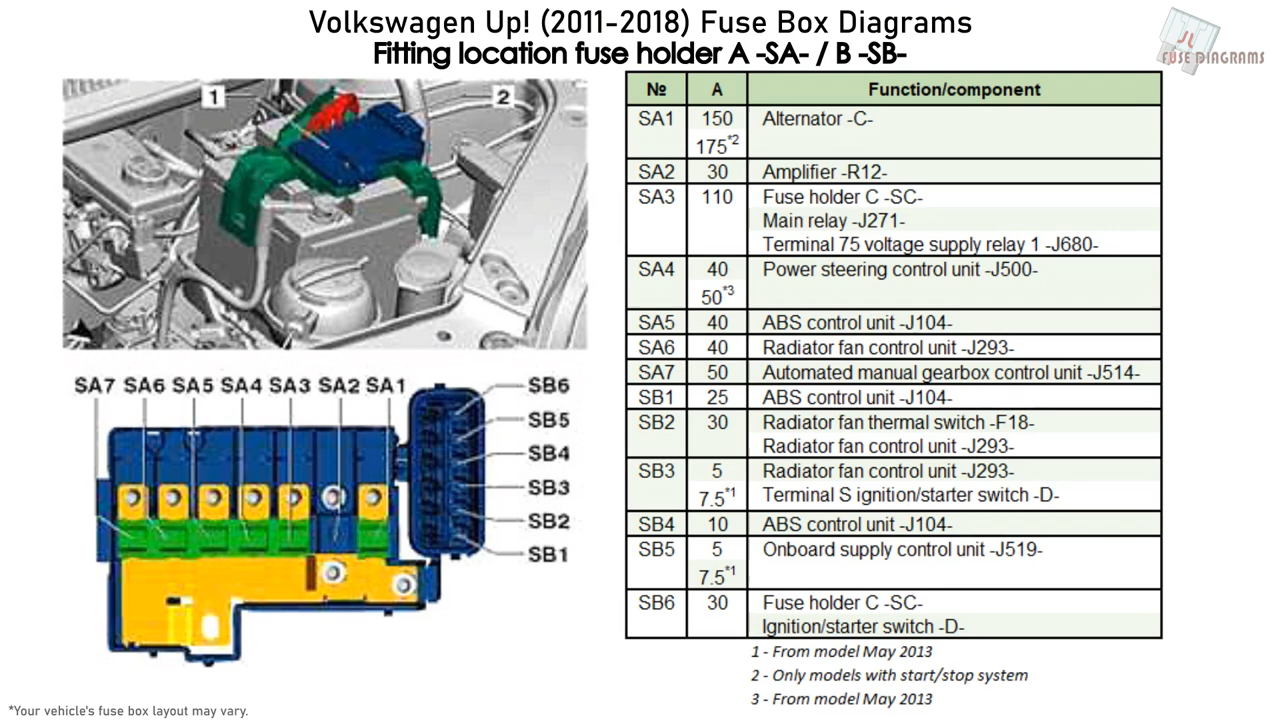 Volkswagen Up! (2011-2018) Fuse Box Diagrams
Fitting location fuse holder A -SA- / B -SB-
JL
FUSE DIAGRAMS
1
2
SA7 SA6 SA5 SA4 SA3 SA2 SA1
SB6
SB5
SB4
SB3
SB2
SB1
№ A Function/component
SA1 150 Alternator -C-
175*2
SA2 30 Amplifier -R12-
SA3 110 Fuse holder C -SC-
Main relay -J271-
Terminal 75 voltage supply relay 1 -J680-
SA4 40 Power steering control unit -J500-
50*3
SA5 40 ABS control unit -J104-
SA6 40 Radiator fan control unit -J293-
SA7 50 Automated manual gearbox control unit -J514-
SB1 25 ABS control unit -J104-
SB2 30 Radiator fan thermal switch -F18-
Radiator fan control unit -J293-
SB3 5 Radiator fan control unit -J293-
7.5*1 Terminal S ignition/starter switch -D-
SB4 10 ABS control unit -J104-
SB5 5 Onboard supply control unit -J519-
7.5*1
SB6 30 Fuse holder C -SC-
Ignition/starter switch -D-
1 - From model May 2013
2 - Only models with start/stop system
3 - From model May 2013
*Your vehicle's fuse box layout may vary.